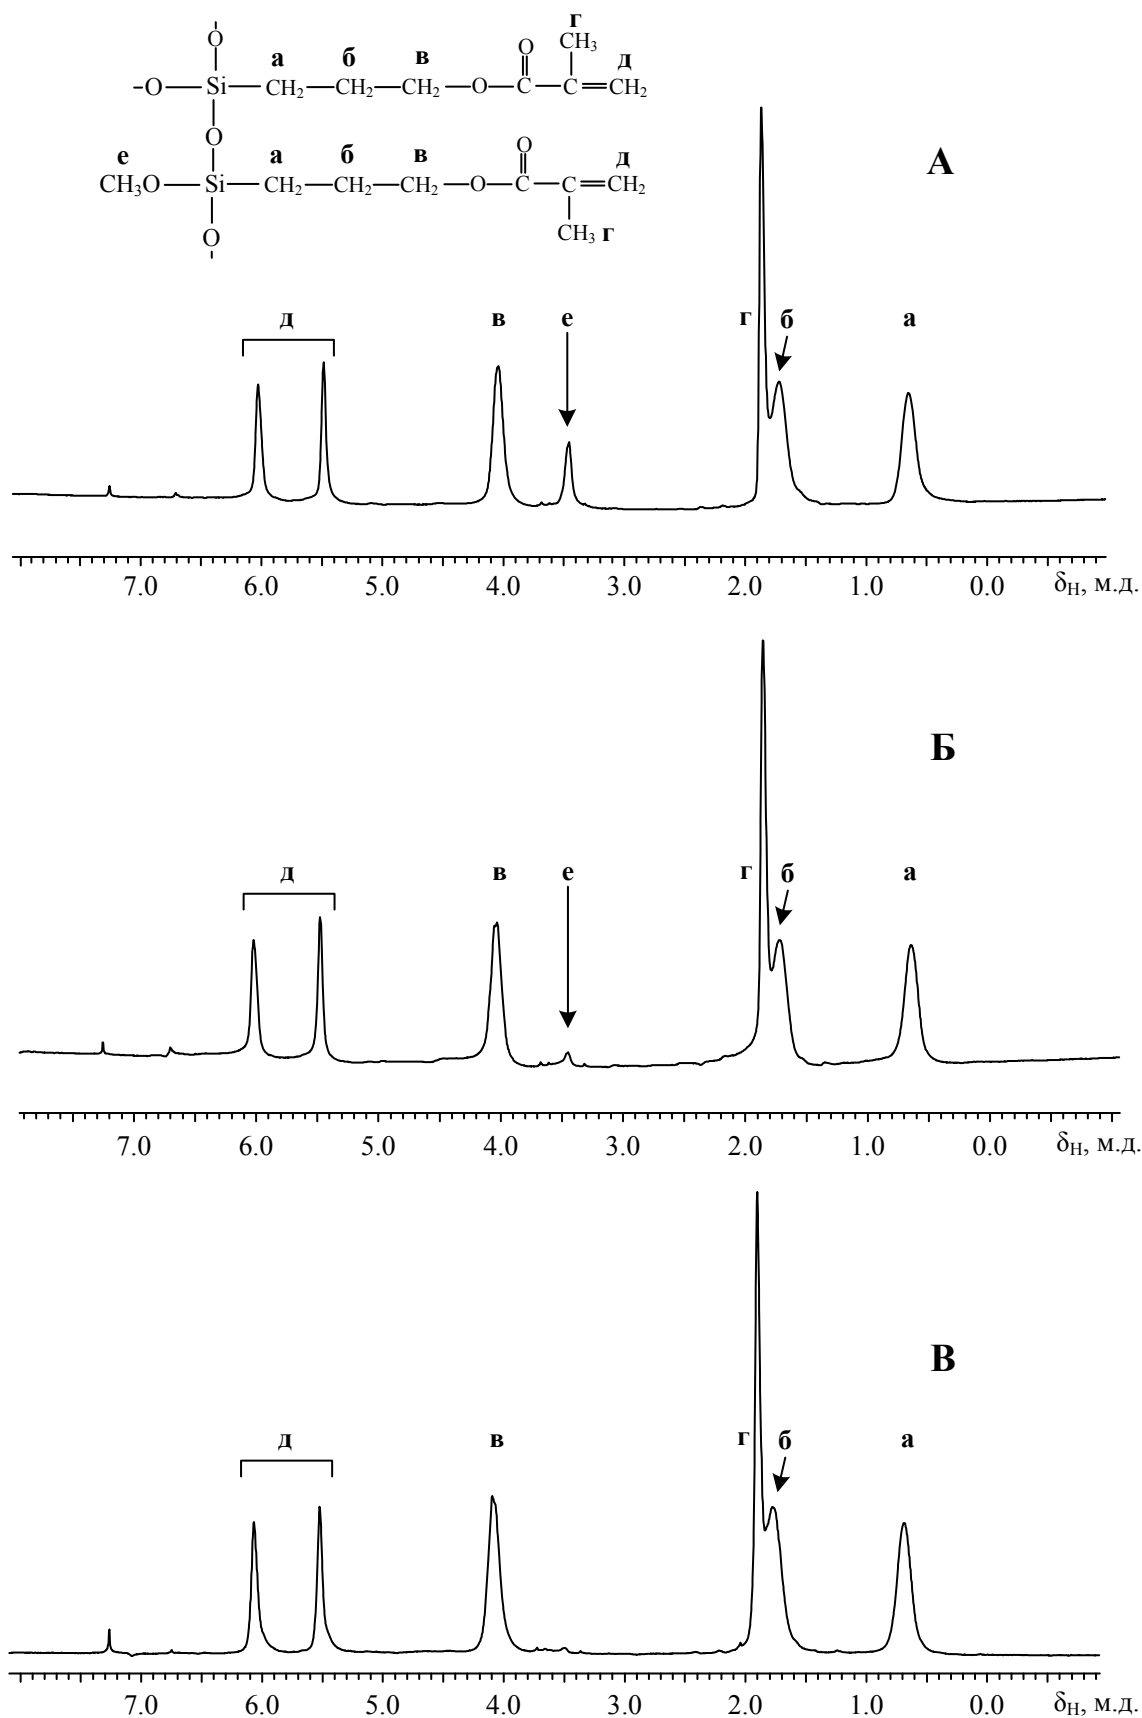 г
O O CH₃
а б в д
-O Si CH₂ CH₂ CH₂ O C C CH₂
O O
е а б в д А
CH₃O Si CH₂ CH₂ CH₂ O C C CH₂
O CH₃ г
д в е г б а
7.0 6.0 5.0 4.0 3.0 2.0 1.0 0.0 δH, м.д.
Б
д в е г б а
7.0 6.0 5.0 4.0 3.0 2.0 1.0 0.0 δH, м.д.
В
д в г б а
7.0 6.0 5.0 4.0 3.0 2.0 1.0 0.0 δH, м.д.